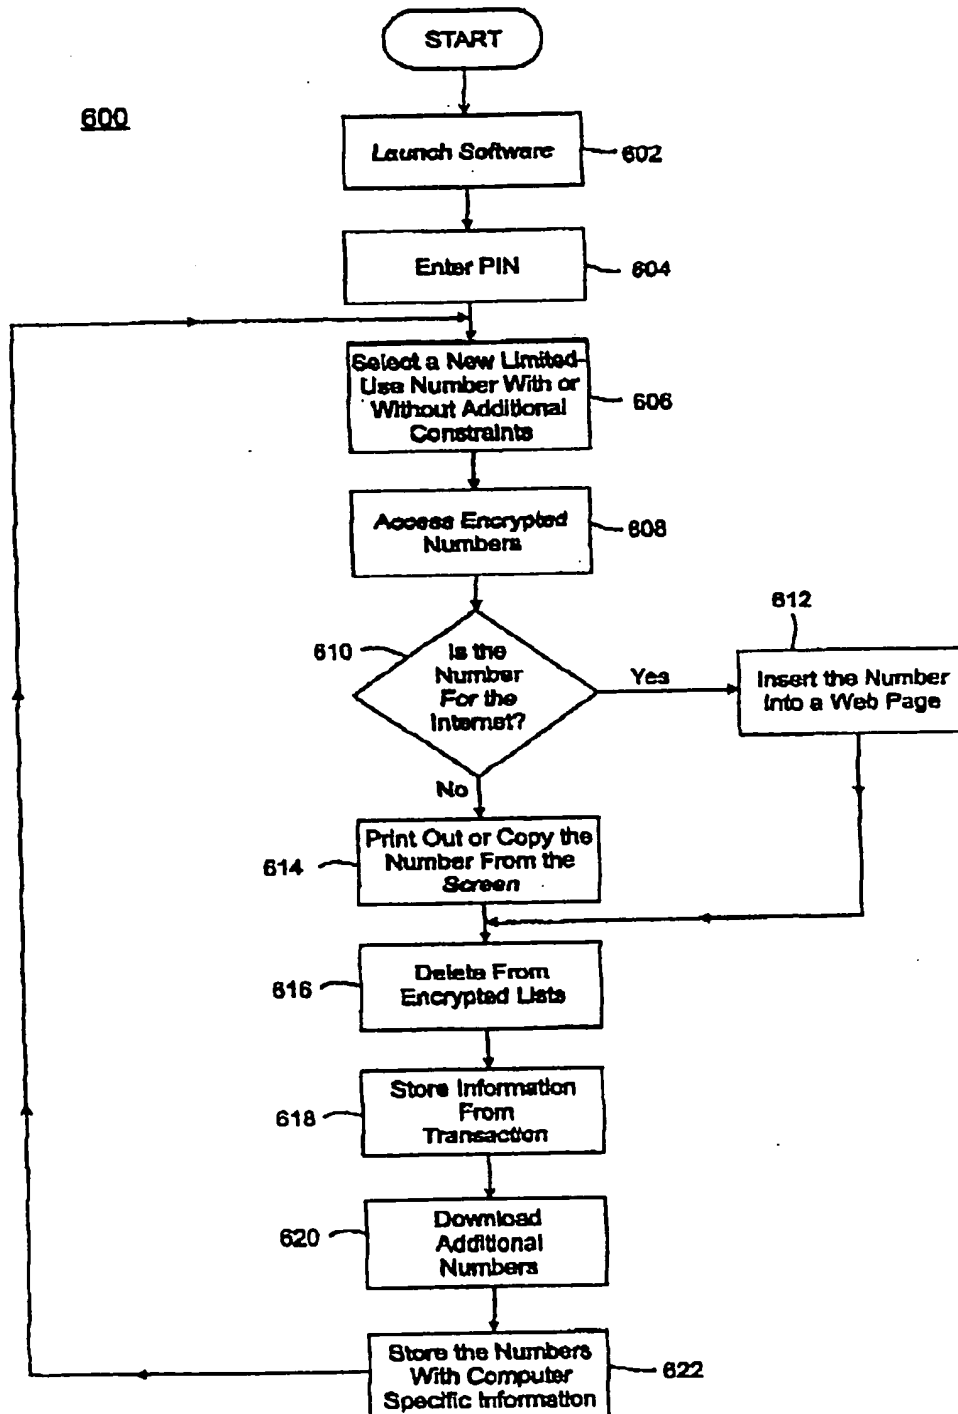 START
600
Launch Software
602
Enter PIN
604
Select a New Limited-
Use Number With or
Without Additional
Constraints
606
Access Encrypted
Numbers
608
610
Is the
Number
For the
Internet?
Yes
612
Insert the Number
Into a Web Page
No
614
Print Out or Copy the
Number From the
Screen
616
Delete From
Encrypted Lists
618
Store Information
From
Transaction
620
Download
Additional
Numbers
Store the Numbers
With Computer
Specific Information
622